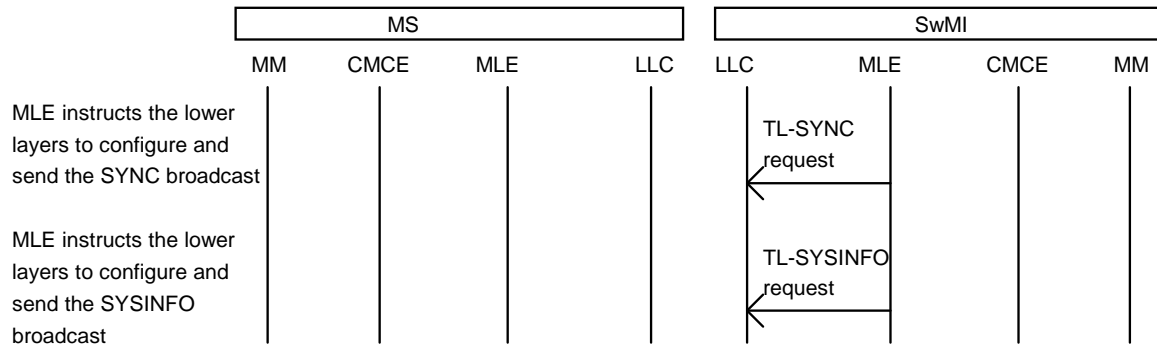 MS
SwMI
MM CMCE MLE LLC LLC MLE CMCE MM
MLE instructs the lower
layers to configure and
send the SYNC broadcast
TL-SYNC
request
MLE instructs the lower
layers to configure and
send the SYSINFO
broadcast
TL-SYSINFO
request